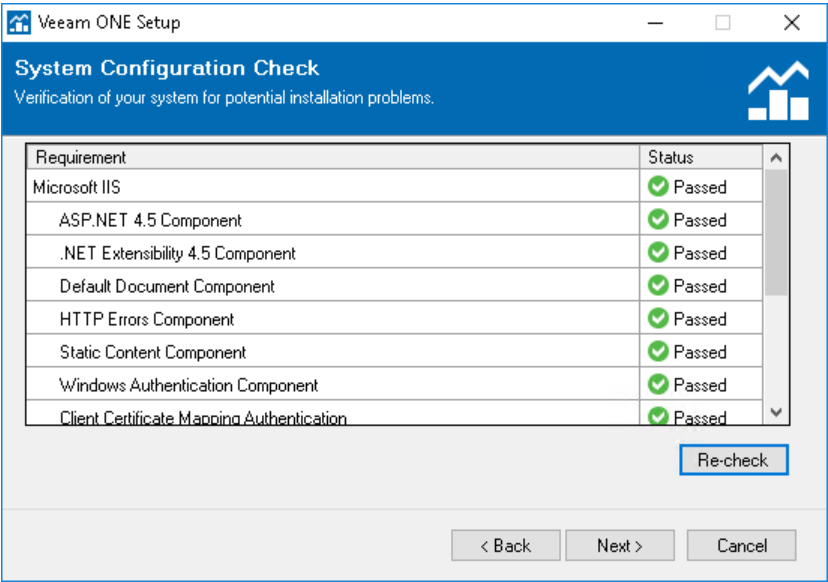 Veeam ONE Setup
System Configuration Check
Verification of your system for potential installation problems.
Requirement Status
Microsoft IIS Passed
ASP.NET 4.5 Component Passed
.NET Extensibility 4.5 Component Passed
Default Document Component Passed
HTTP Errors Component Passed
Static Content Component Passed
Windows Authentication Component Passed
Client Certificate Mapping Authentication Passed
Re-check
< Back Next > Cancel